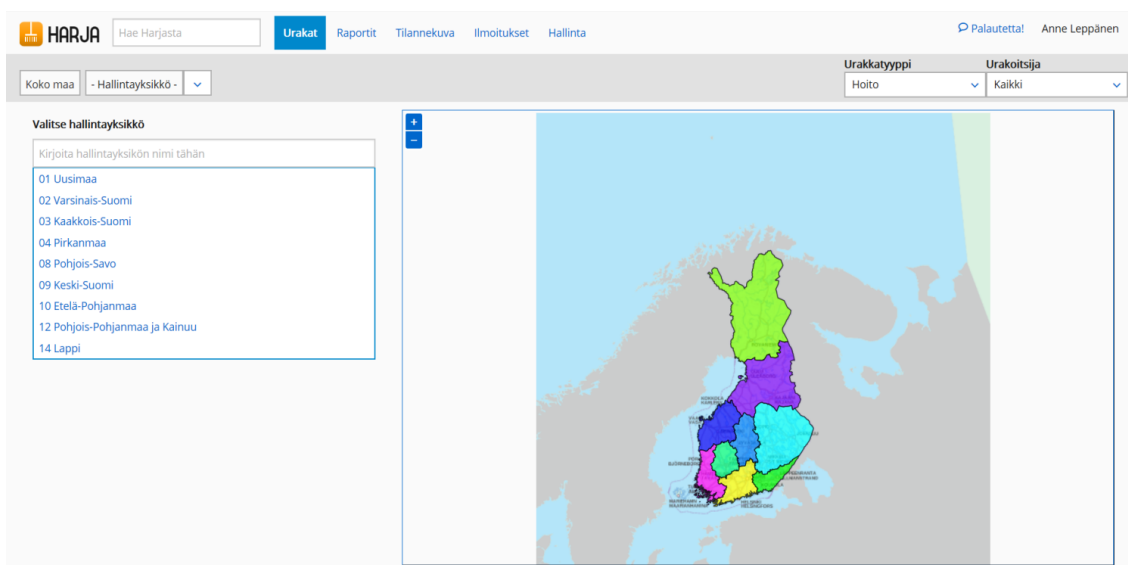 HARJA
Hae Harjasta
Urakat Raportit Tilannekuva Ilmoitukset Hallinta
Palautetta! Anne Leppänen
Koko maa - Hallintayksikkö -
Urakkatyyppi Urakoitsija
Hoito Kaikki
Valitse hallintayksikkö
Kirjoita hallintayksikön nimi tähän
01 Uusimaa
02 Varsinais-Suomi
03 Kaakkois-Suomi
04 Pirkanmaa
08 Pohjois-Savo
09 Keski-Suomi
10 Etelä-Pohjanmaa
12 Pohjois-Pohjanmaa ja Kainuu
14 Lappi
+
−